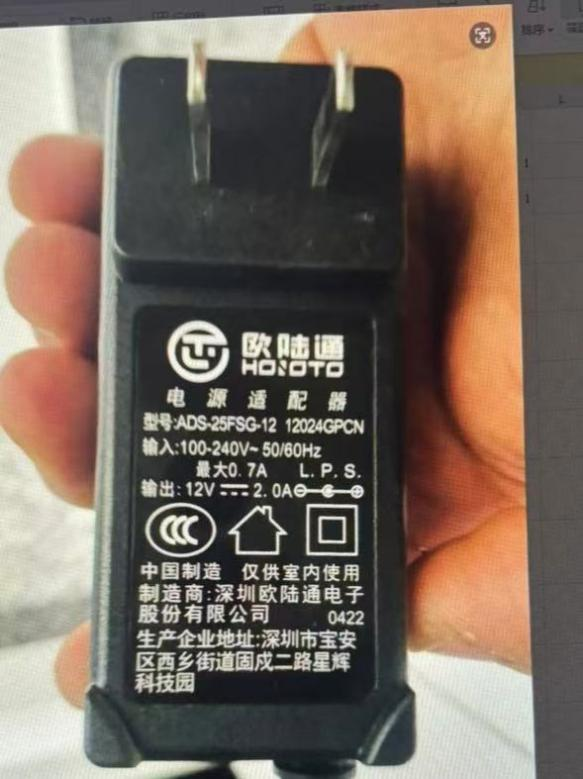 排序
欧陆通
HONOTO
电源适配器
型号:ADS-25FSG-12 12024GPCN
输入:100-240V~ 50/60Hz
最大0.7A L.P.S.
输出:12V 2.0A
中国制造 仅供室内使用
制造商:深圳欧陆通电子
股份有限公司 0422
生产企业地址:深圳市宝安
区西乡街道固戍二路星辉
科技园